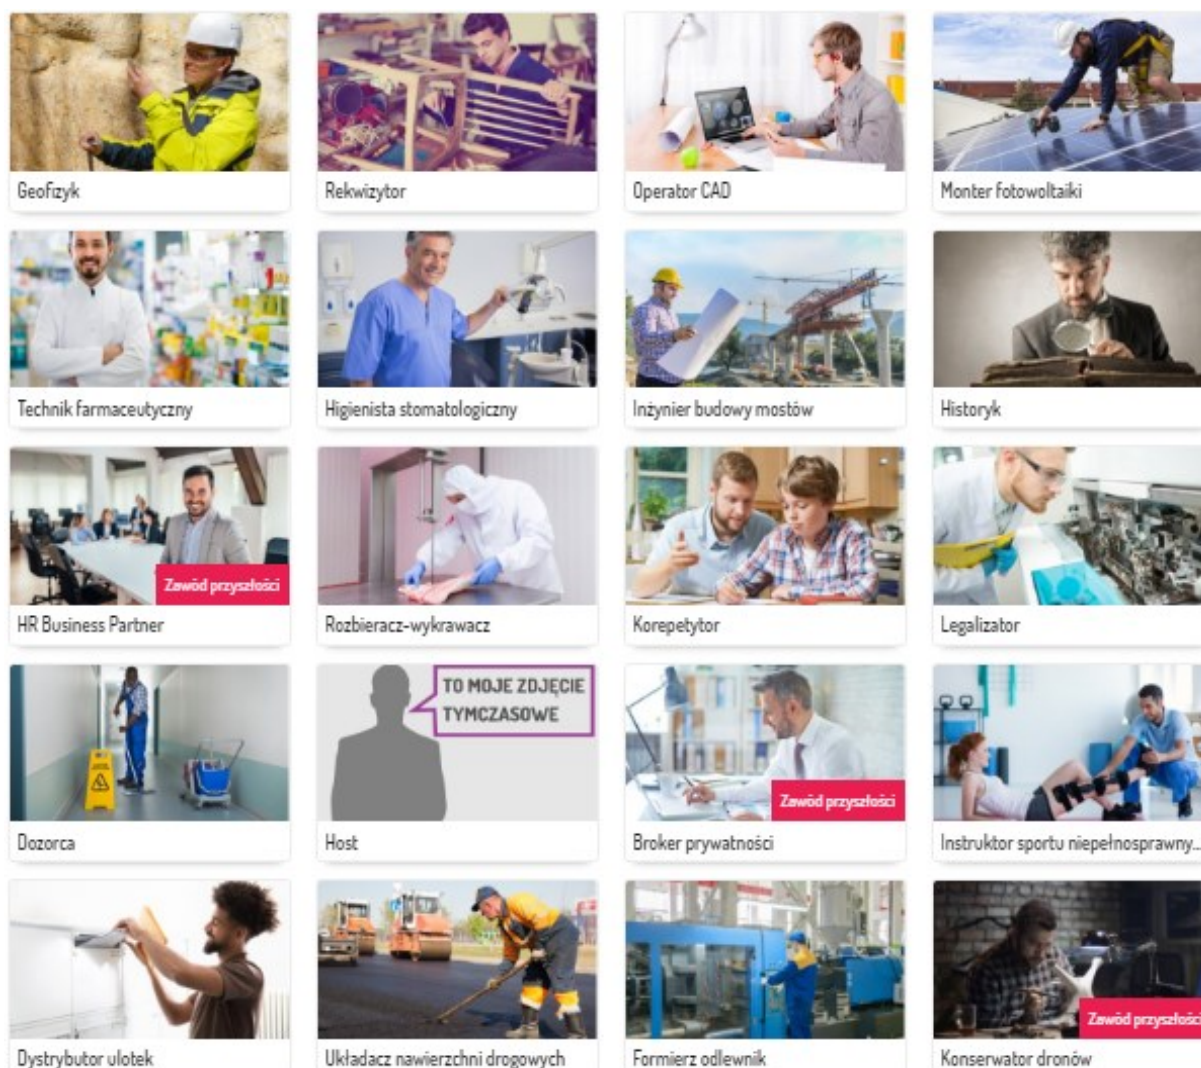 Geofizyk
Rekwizytor
Operator CAD
Monter fotowoltaiki
Technik farmaceutyczny
Higienista stomatologiczny
Inżynier budowy mostów
Historyk
Zawód przyszłości
HR Business Partner
Rozbieracz-wykrawacz
Korepetytor
Legalizator
TO MOJE ZDJĘCIE
TYMCZASOWE
Zawód przyszłości
Dozorca
Host
Broker prywatności
Instruktor sportu niepełnosprawny...
Zawód przyszłości
Dystrybutor ulotek
Układacz nawierzchni drogowych
Formierz odlewnik
Konserwator dronów